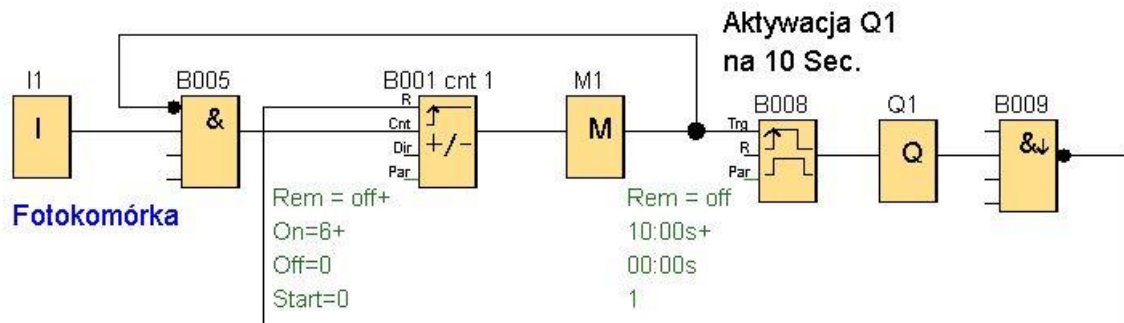 Aktywacja Q1
na 10 Sec.
I1
B005
B001 cnt 1
M1
B008
Q1
B009
I
&
R
Cnt
Dir
Par
+/-
M
Trg
R
Par
Q
&↓
Fotokomórka
Rem = off+
On=6+
Off=0
Start=0
Rem = off
10:00s+
00:00s
1